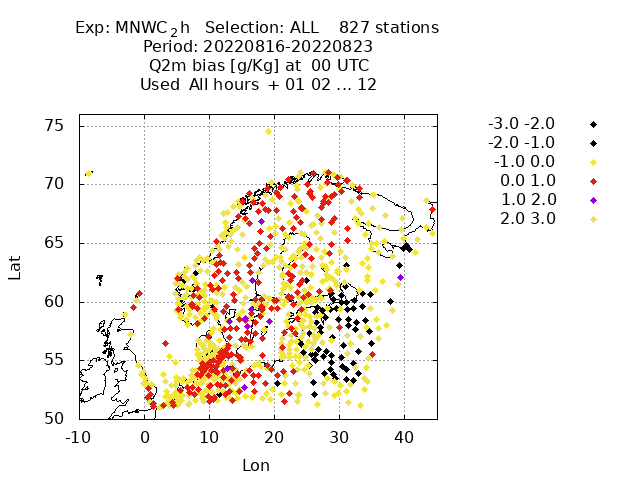 Exp: MNWC_2h   Selection: ALL    827 stations
Period: 20220816-20220823
Q2m bias [g/Kg] at  00 UTC
Used  All hours  + 01 02 ... 12
-3.0 -2.0
-2.0 -1.0
-1.0 0.0
0.0 1.0
1.0 2.0
2.0 3.0
Lat
75
70
65
60
55
50
-10 0 10 20 30 40
Lon